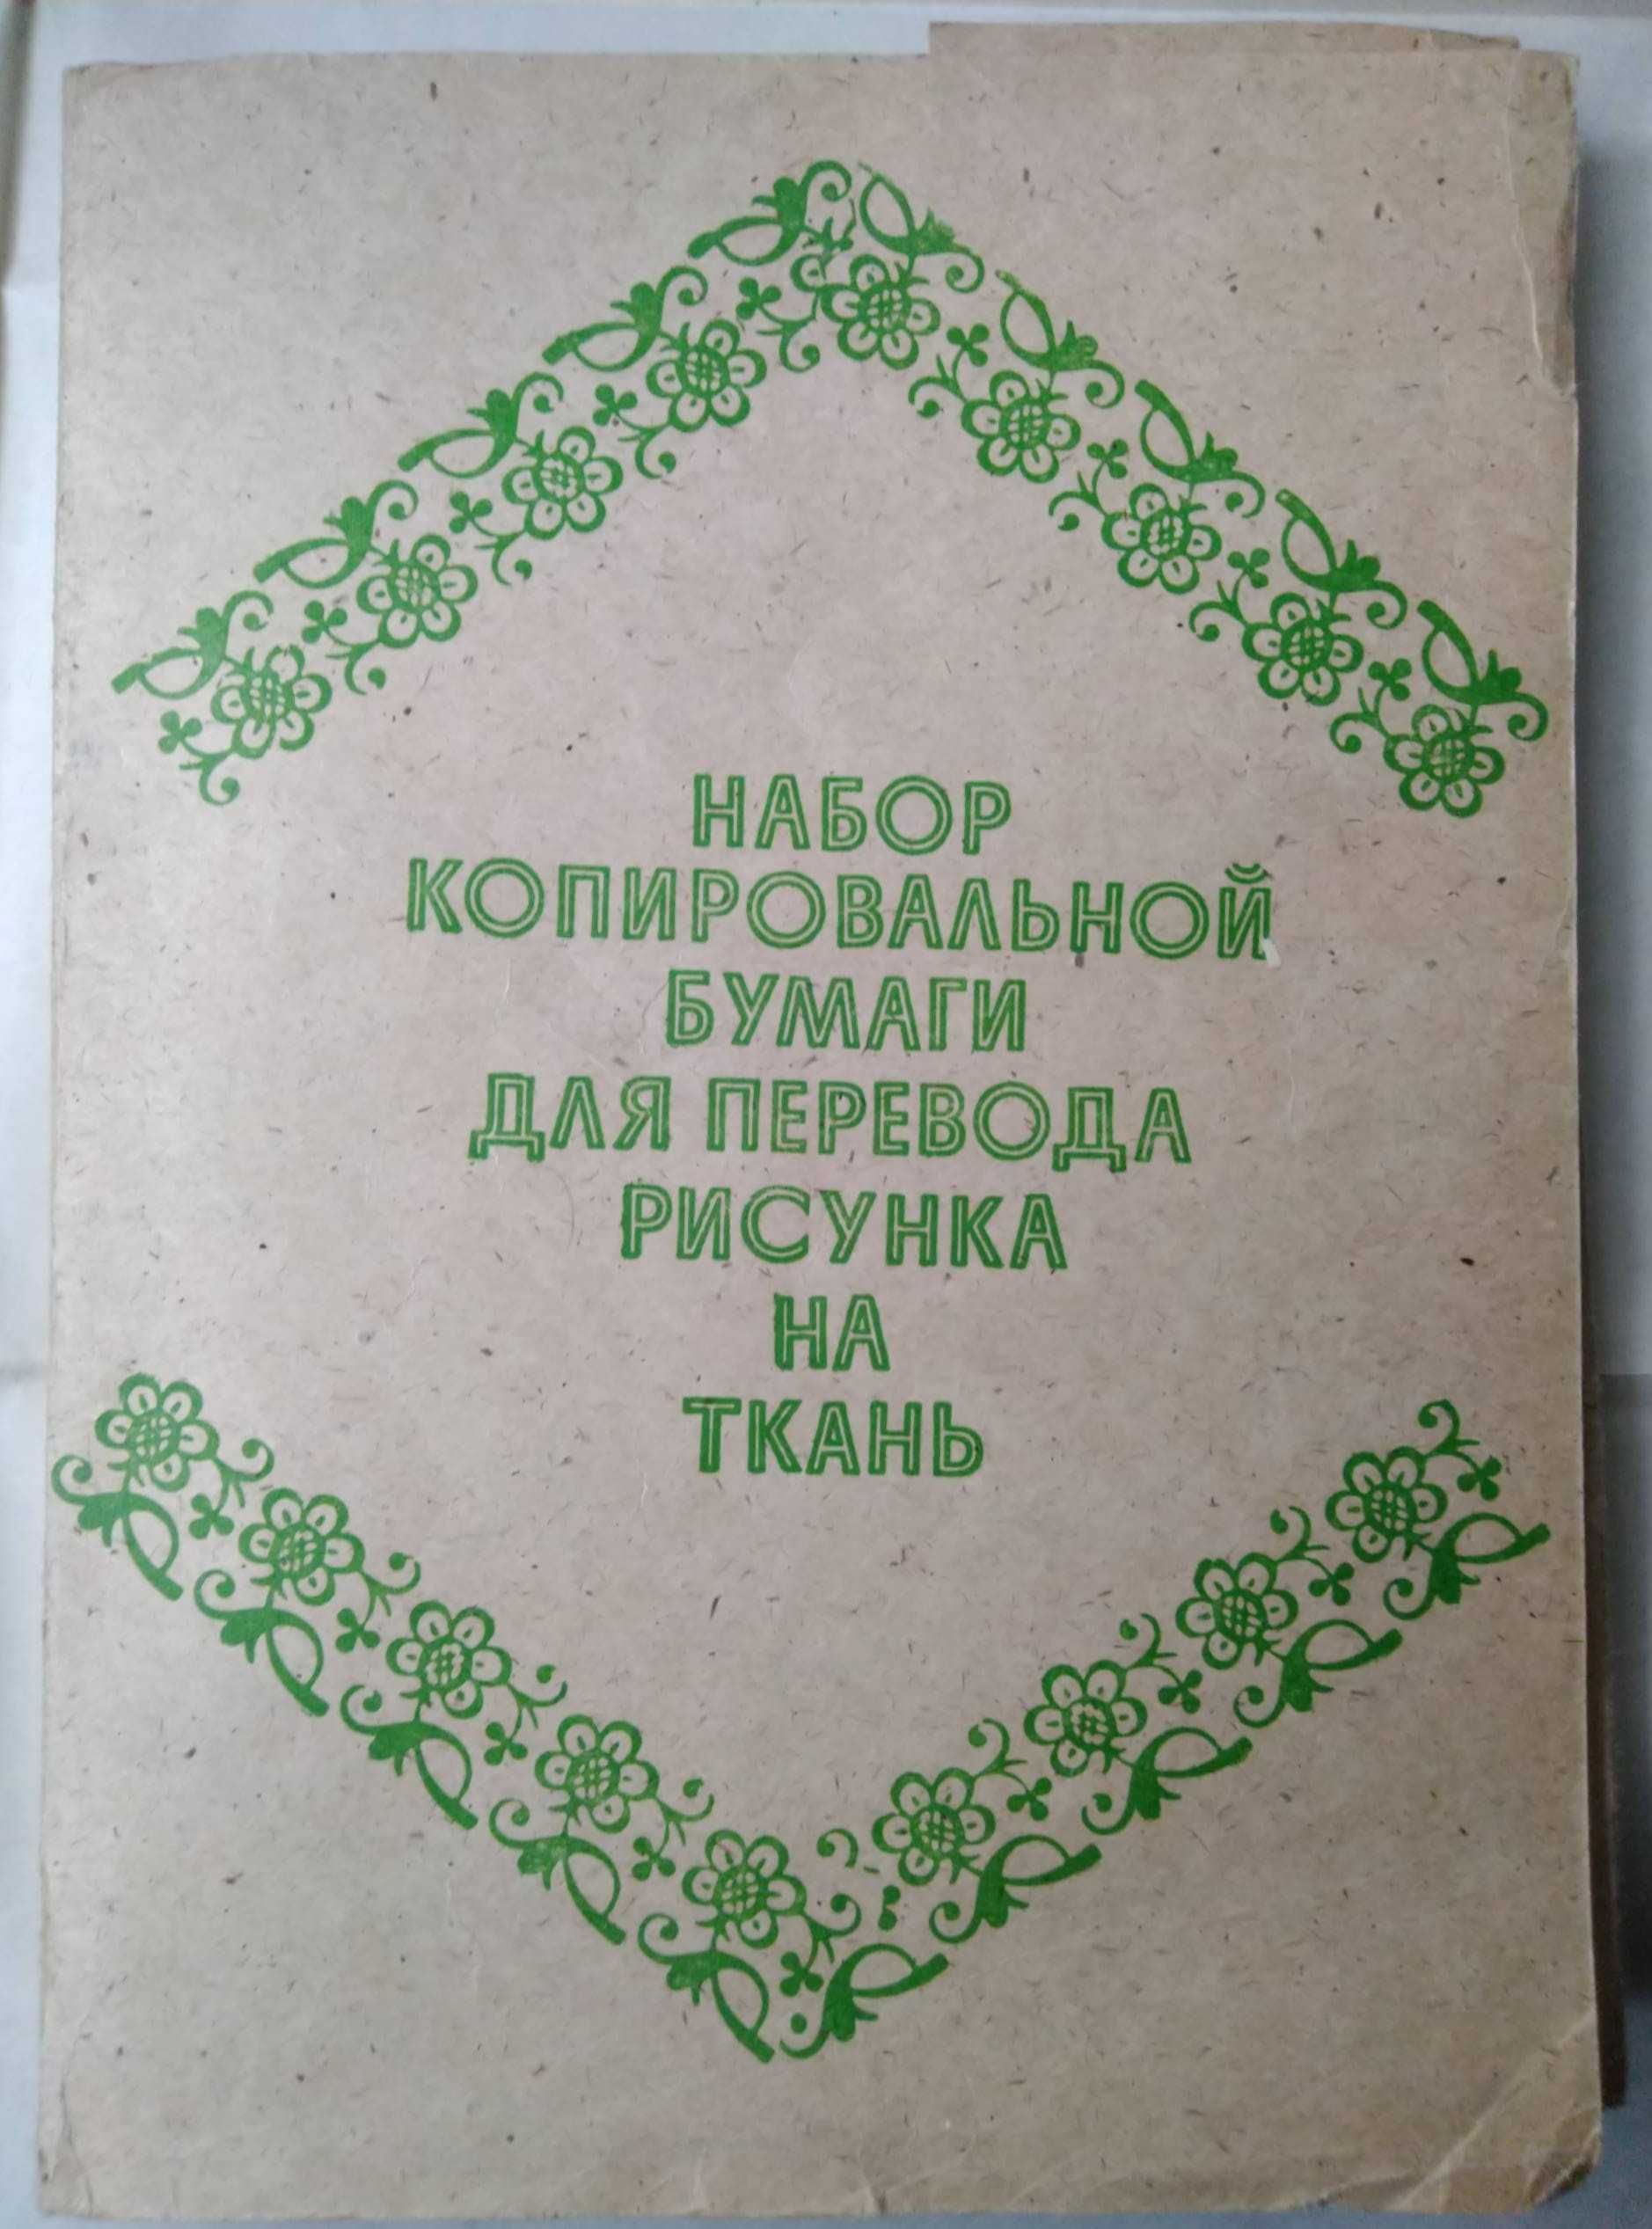 НАБОР
КОПИРОВАЛЬНОЙ
БУМАГИ
ДЛЯ ПЕРЕВОДА
РИСУНКА
НА
ТКАНЬ